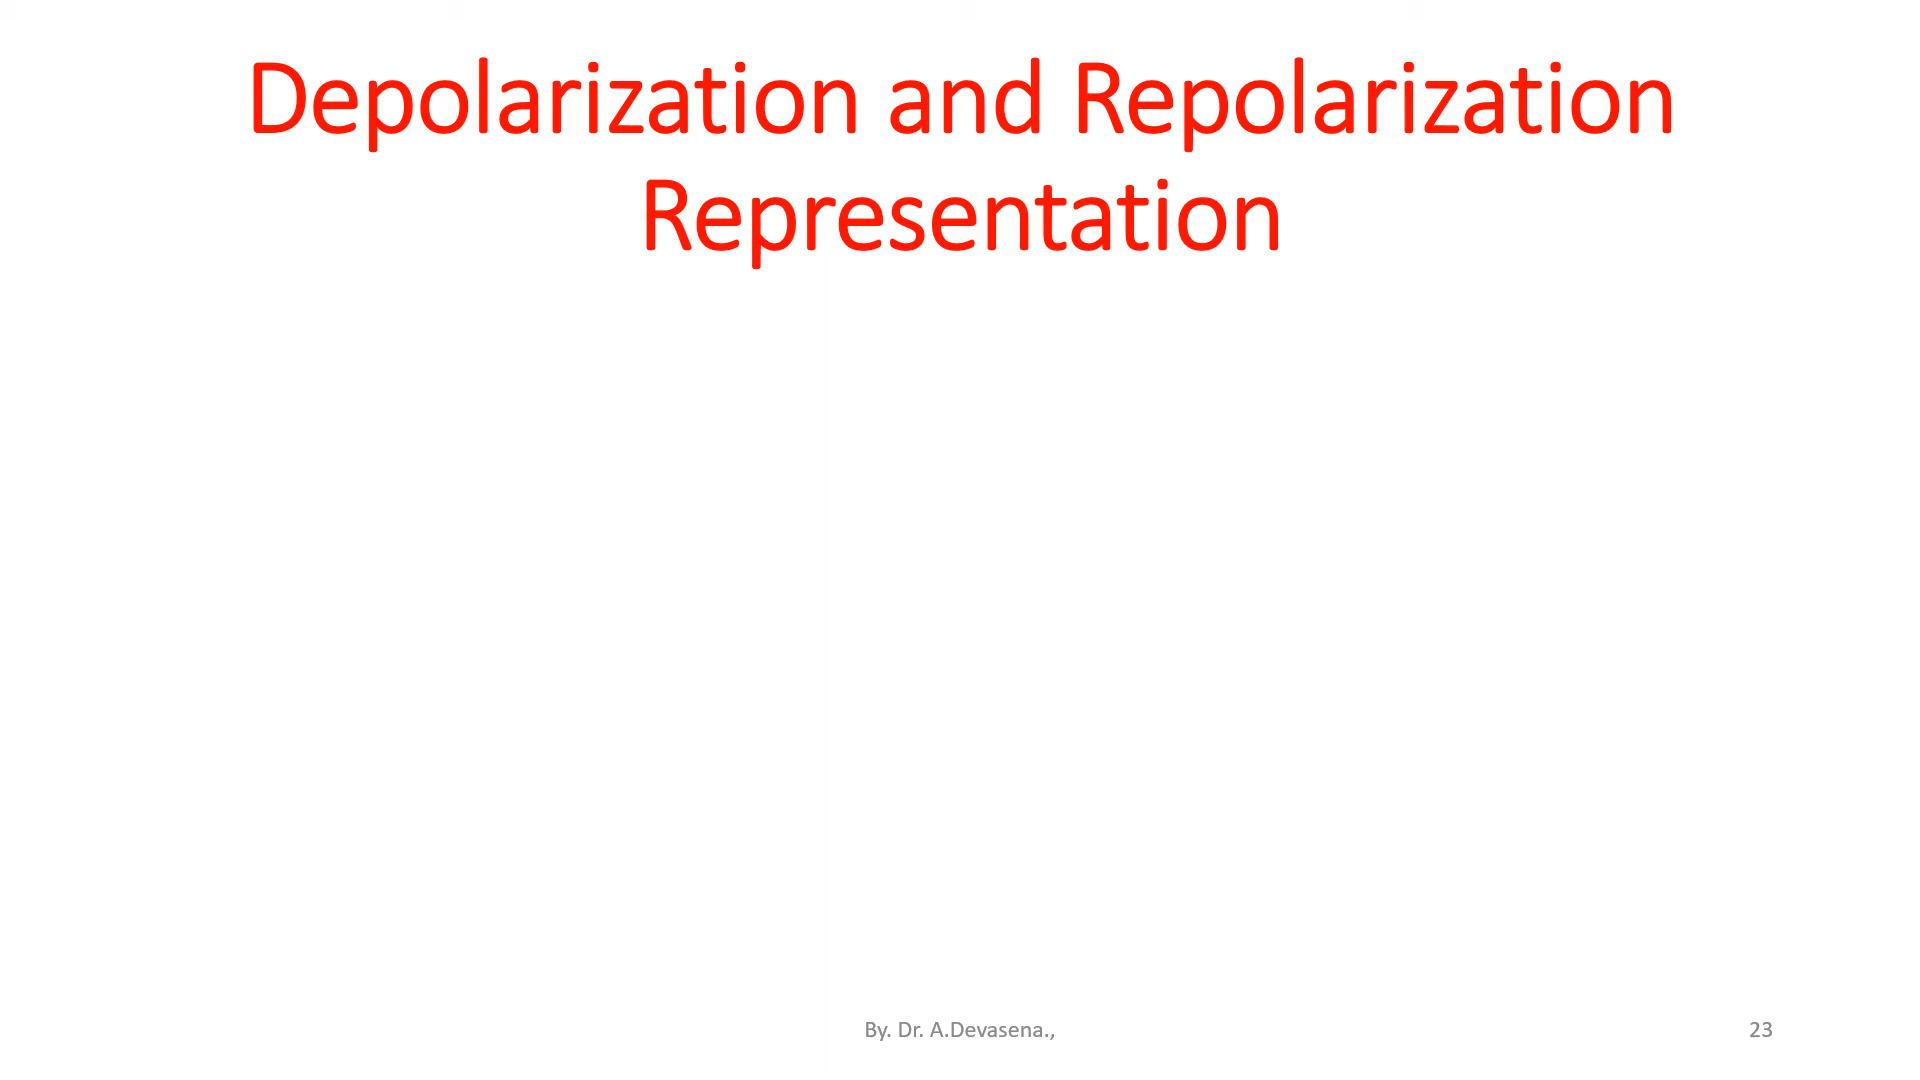 Depolarization and Repolarization
Representation
By. Dr. A.Devasena.,
23